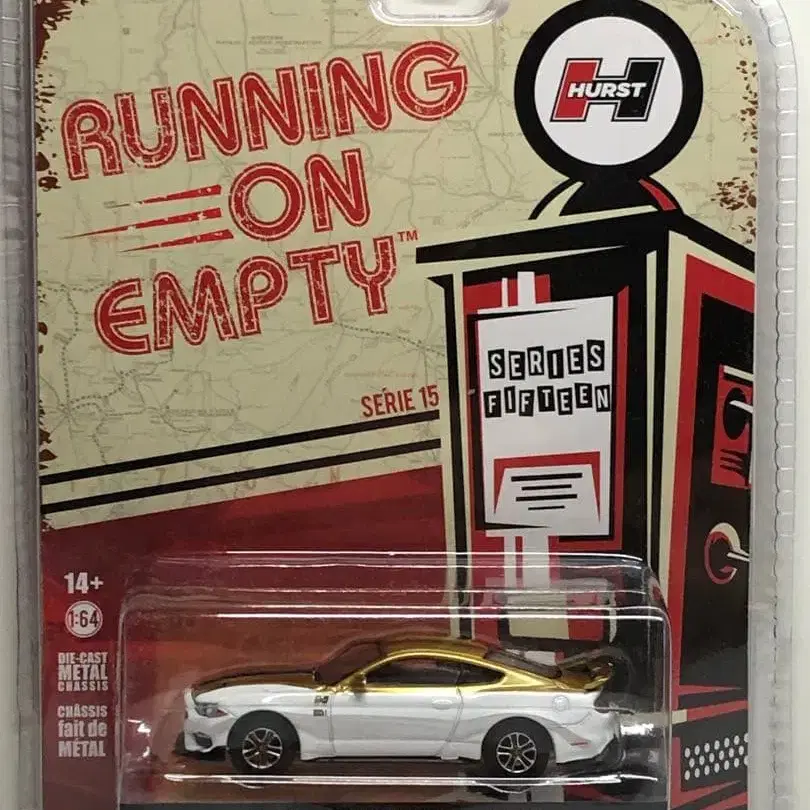 RUNNING
ON
EMPTY™
HURST
SERIES
FIFTEEN
SÉRIE 15
14+
1:64
DIE-CAST
METAL
CHASSIS
CHÂSSIS
fait de
MÉTAL